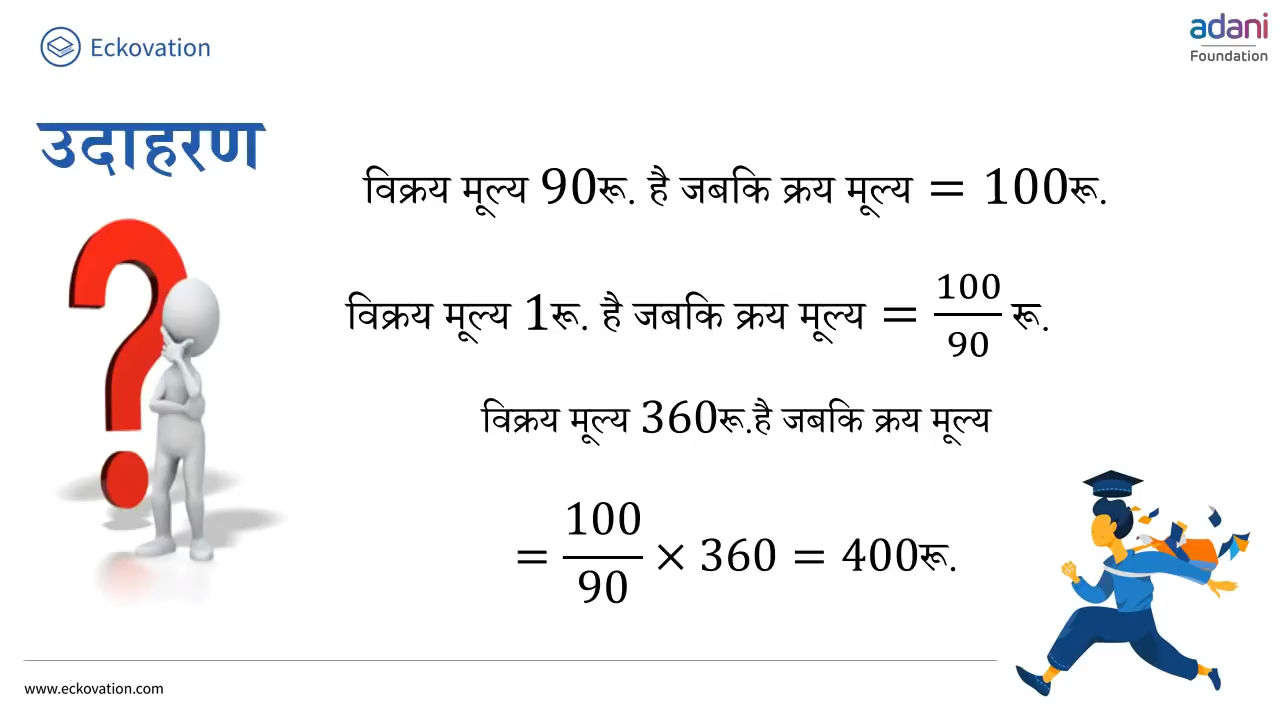 Eckovation
adani
Foundation
उदाहरण
विक्रय मूल्य 90रू. है जबकि क्रय मूल्य = 100रू.
विक्रय मूल्य 1रू. है जबकि क्रय मूल्य = 100/90 रू.
विक्रय मूल्य 360रू.है जबकि क्रय मूल्य
= 100/90 × 360 = 400रू.
www.eckovation.com